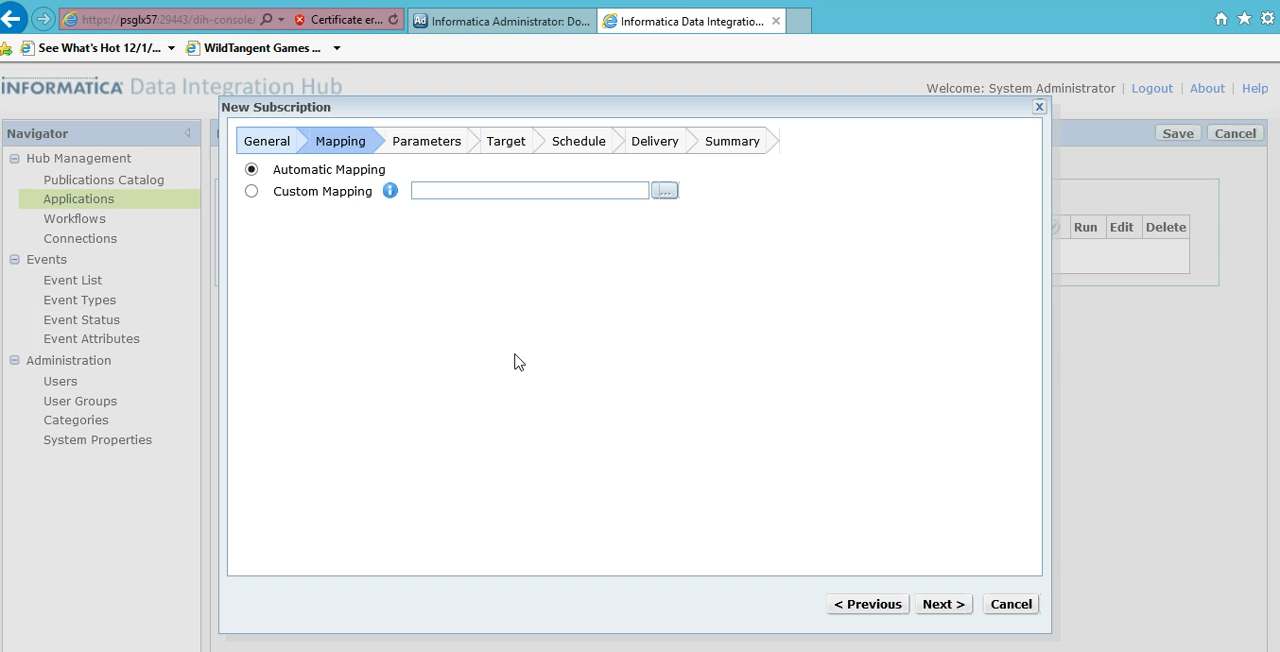 https://psglx57:29443/dih-console/ Certificate er... Informatica Administrator: Do... Informatica Data Integratio...
See What's Hot 12/1/... WildTangent Games ...
INFORMATICA Data Integration Hub
Welcome: System Administrator | Logout | About | Help
New Subscription
Navigator
Save Cancel
General Mapping Parameters Target Schedule Delivery Summary
Hub Management
Automatic Mapping
Publications Catalog
Custom Mapping ...
Applications
Workflows
Run Edit Delete
Connections
Events
Event List
Event Types
Event Status
Event Attributes
Administration
Users
User Groups
Categories
System Properties
< Previous Next > Cancel